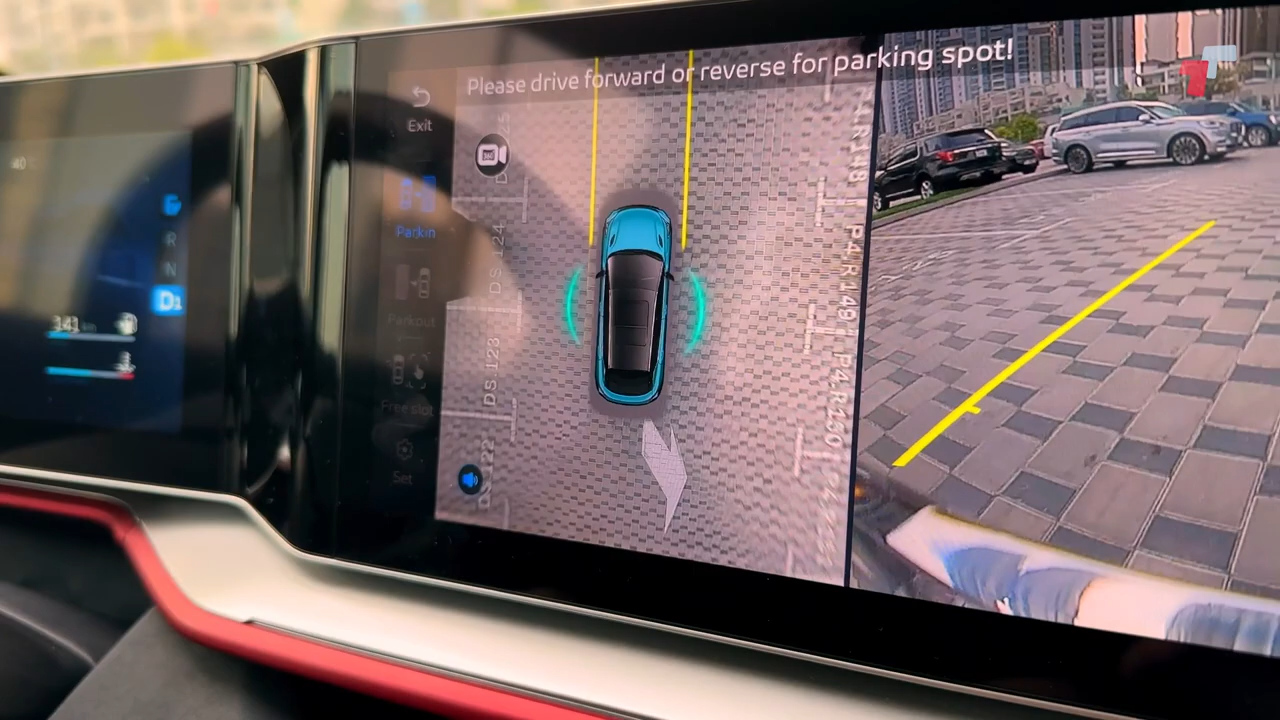 Please drive forward or reverse for parking spot!
Exit
360
Parkin
Parkout
Free slot
Set
R
N
D1
DS 124
DS 123
P4.R148
P4.R149
P4.R150